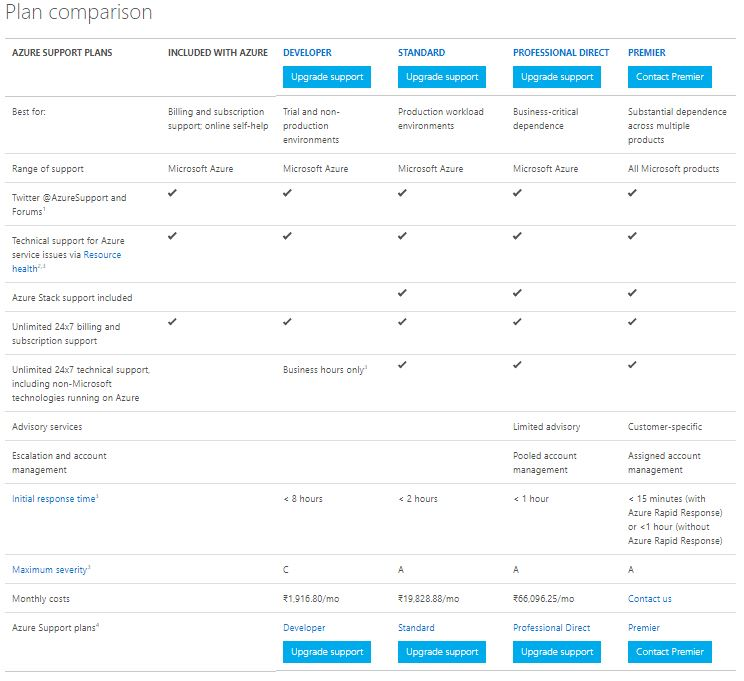 Plan comparison
AZURE SUPPORT PLANS INCLUDED WITH AZURE DEVELOPER STANDARD PROFESSIONAL DIRECT PREMIER
Upgrade support Upgrade support Upgrade support Contact Premier
Best for: Billing and subscription Trial and non- Production workload Business-critical Substantial dependence
support; online self-help production environments dependence across multiple
environments products
Range of support Microsoft Azure Microsoft Azure Microsoft Azure Microsoft Azure All Microsoft products
Twitter @AzureSupport and ✓ ✓ ✓ ✓ ✓
Forums¹
Technical support for Azure ✓ ✓ ✓ ✓ ✓
service issues via Resource
health²,³
Azure Stack support included ✓ ✓ ✓
Unlimited 24x7 billing and ✓ ✓ ✓ ✓ ✓
subscription support
Unlimited 24x7 technical support, Business hours only³ ✓ ✓ ✓
including non-Microsoft
technologies running on Azure
Advisory services Limited advisory Customer-specific
Escalation and account Pooled account Assigned account
management management management
Initial response time³ < 8 hours < 2 hours < 1 hour < 15 minutes (with
Azure Rapid Response)
or <1 hour (without
Azure Rapid Response)
Maximum severity³ C A A A
Monthly costs ₹1,916.80/mo ₹19,828.88/mo ₹66,096.25/mo Contact us
Azure Support plans⁴ Developer Standard Professional Direct Premier
Upgrade support Upgrade support Upgrade support Contact Premier